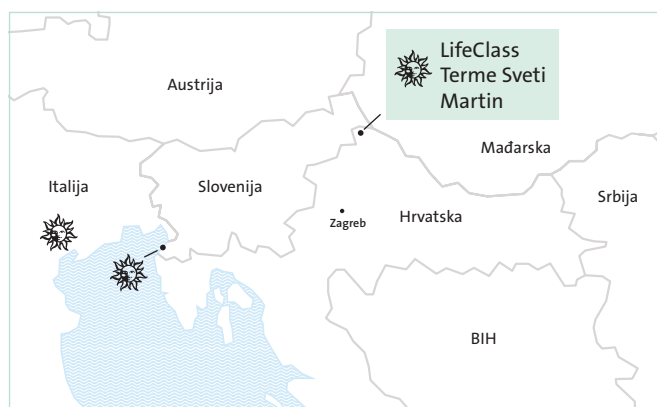 LifeClass
Terme Sveti
Martin
Austrija
Mađarska
Italija
Slovenija
Srbija
Zagreb
Hrvatska
BIH